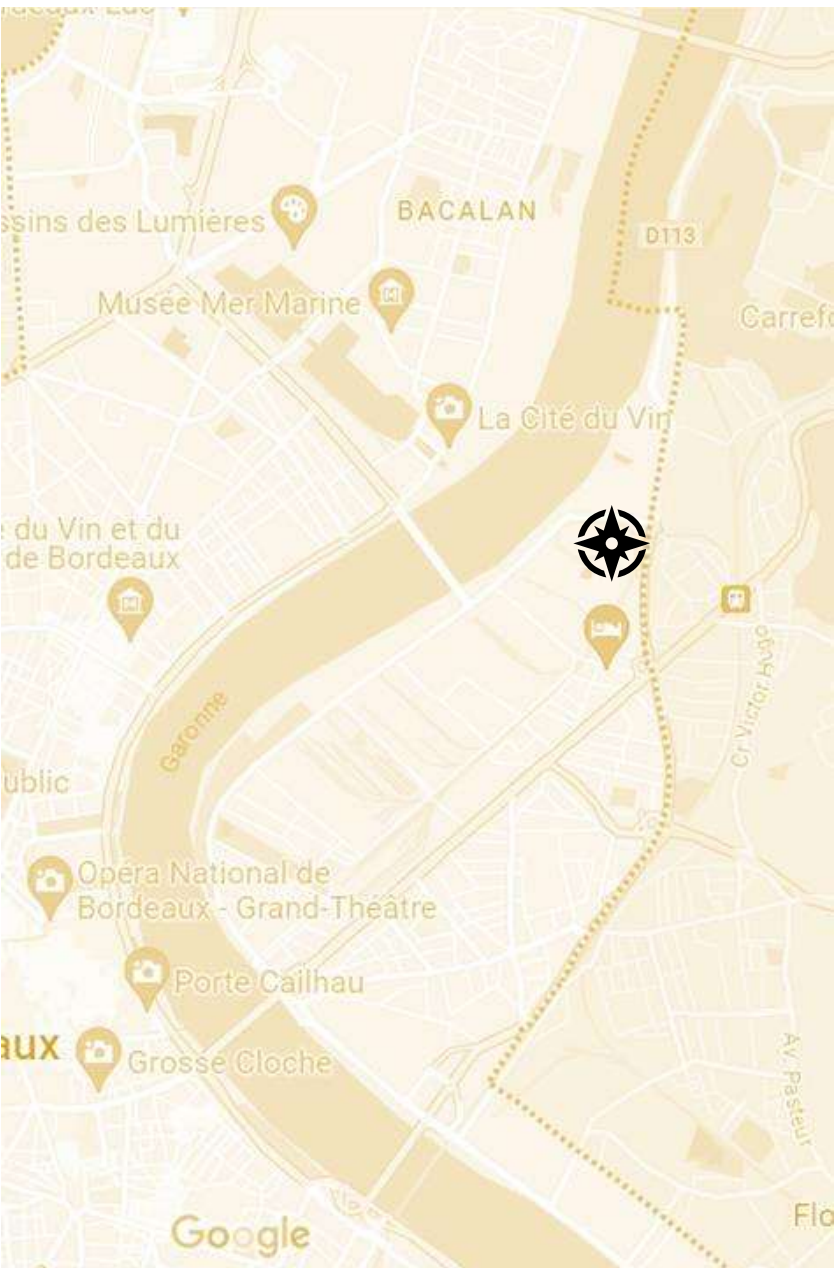 ssins des Lumières
BACALAN
D113
Musée Mer Marine
Carrefo
La Cité du Vin
e du Vin et du
de Bordeaux
Cr Victor Hugo
Garonne
ublic
Opéra National de
Bordeaux - Grand-Théâtre
Porte Cailhau
aux
Grosse Cloche
Av. Pasteur
Flo
Google